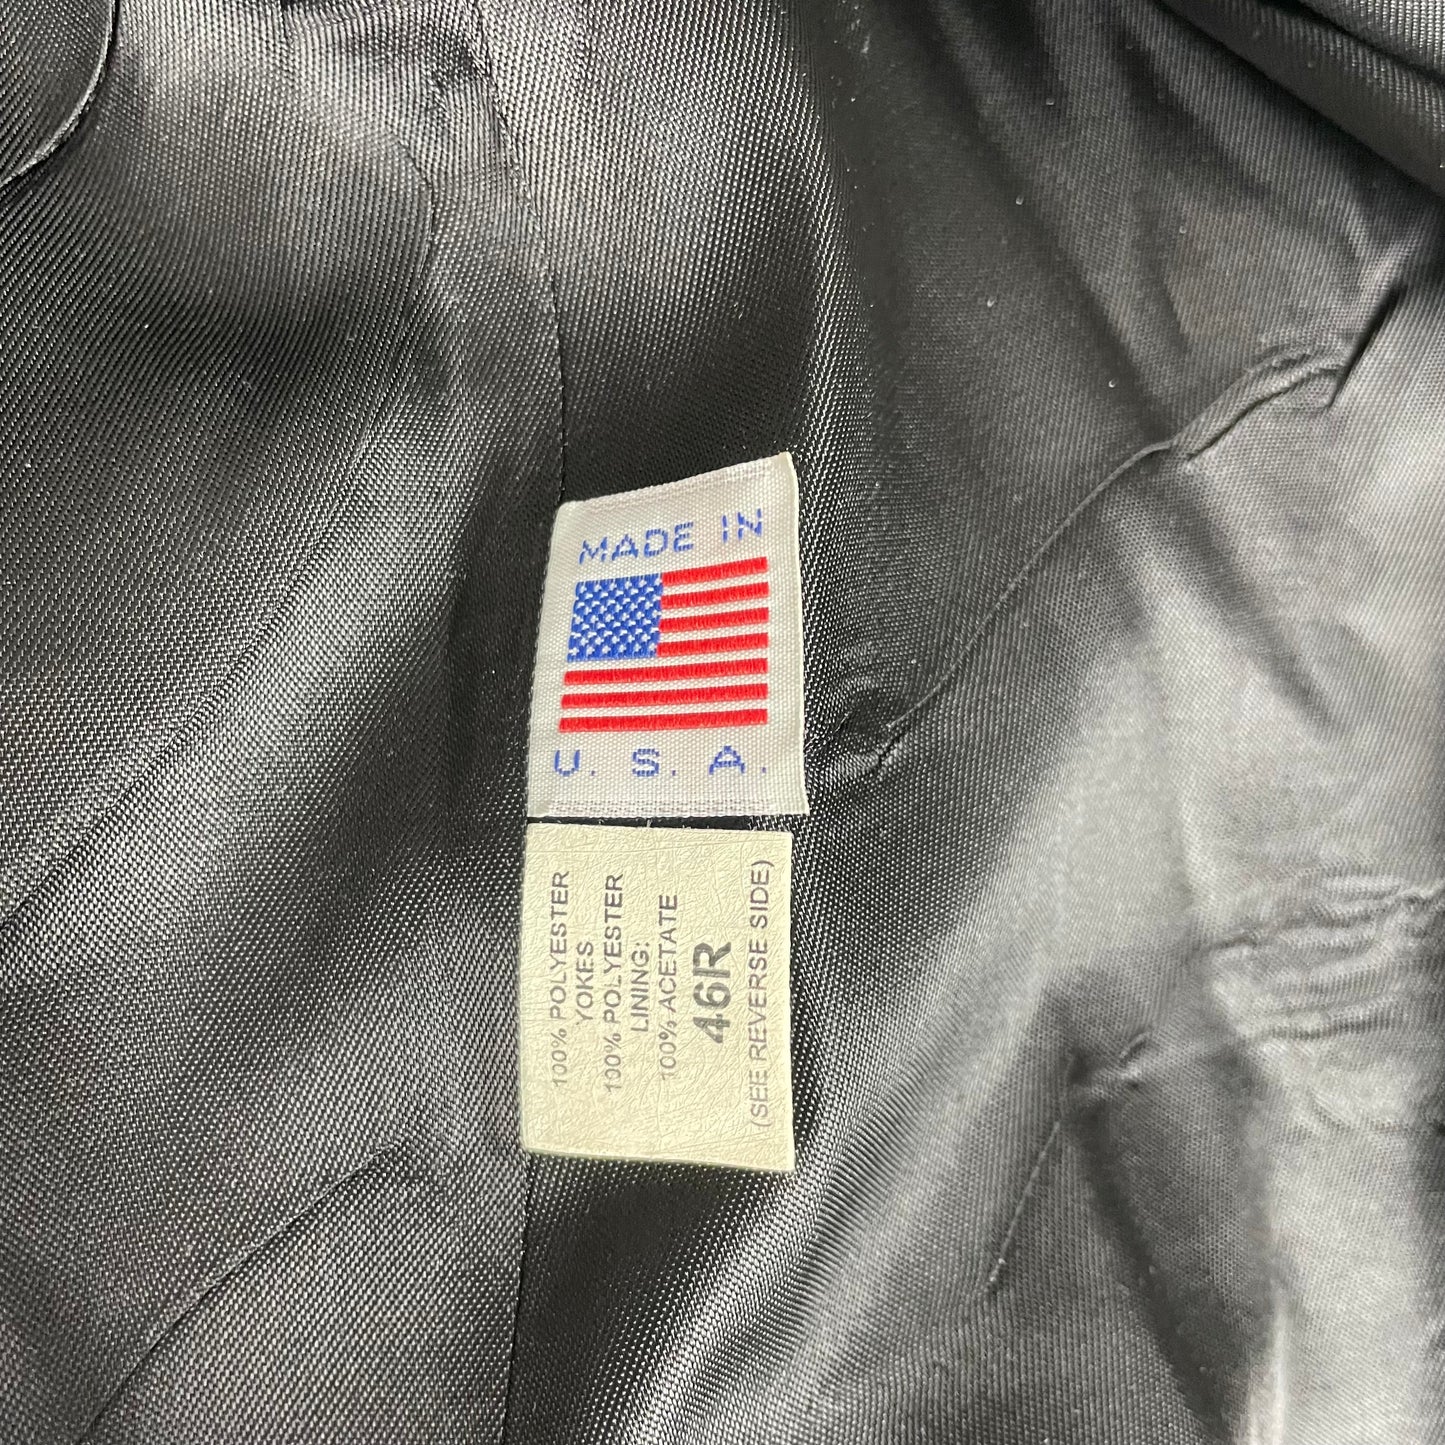 MADE IN
U. S. A.
100% POLYESTER
YOKES
100% POLYESTER
LINING:
100% ACETATE
46R
(SEE REVERSE SIDE)